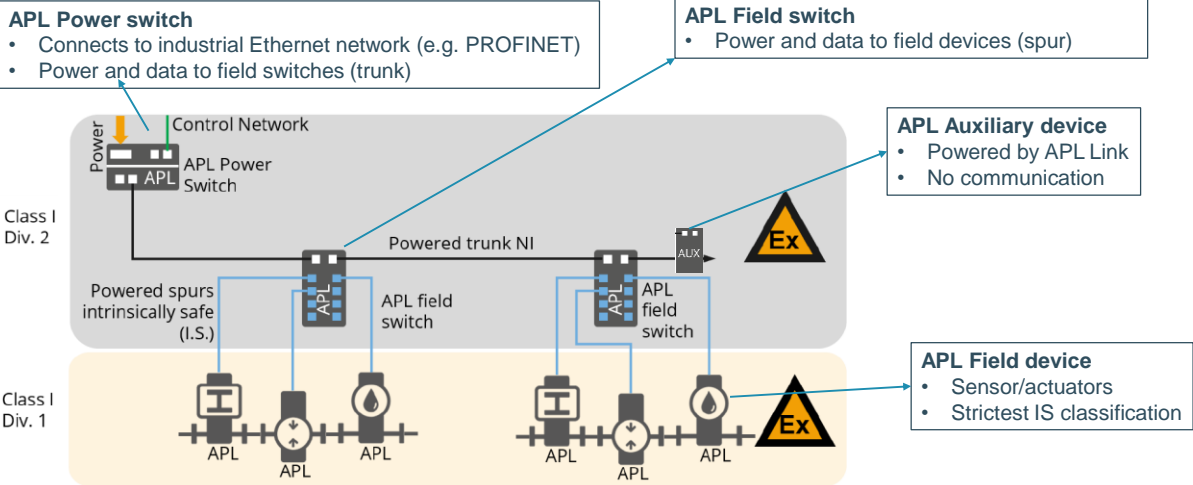 APL Power switch
• Connects to industrial Ethernet network (e.g. PROFINET)
• Power and data to field switches (trunk)
APL Field switch
• Power and data to field devices (spur)
APL Auxiliary device
• Powered by APL Link
• No communication
Power
Control Network
APL
APL Power
Switch
Class I
Div. 2
Powered trunk NI
AUX
Ex
Powered spurs
intrinsically safe
(I.S.)
APL
APL field
switch
APL
APL
field
switch
APL Field device
• Sensor/actuators
• Strictest IS classification
Class I
Div. 1
Ex
APL
APL
APL
APL
APL
APL